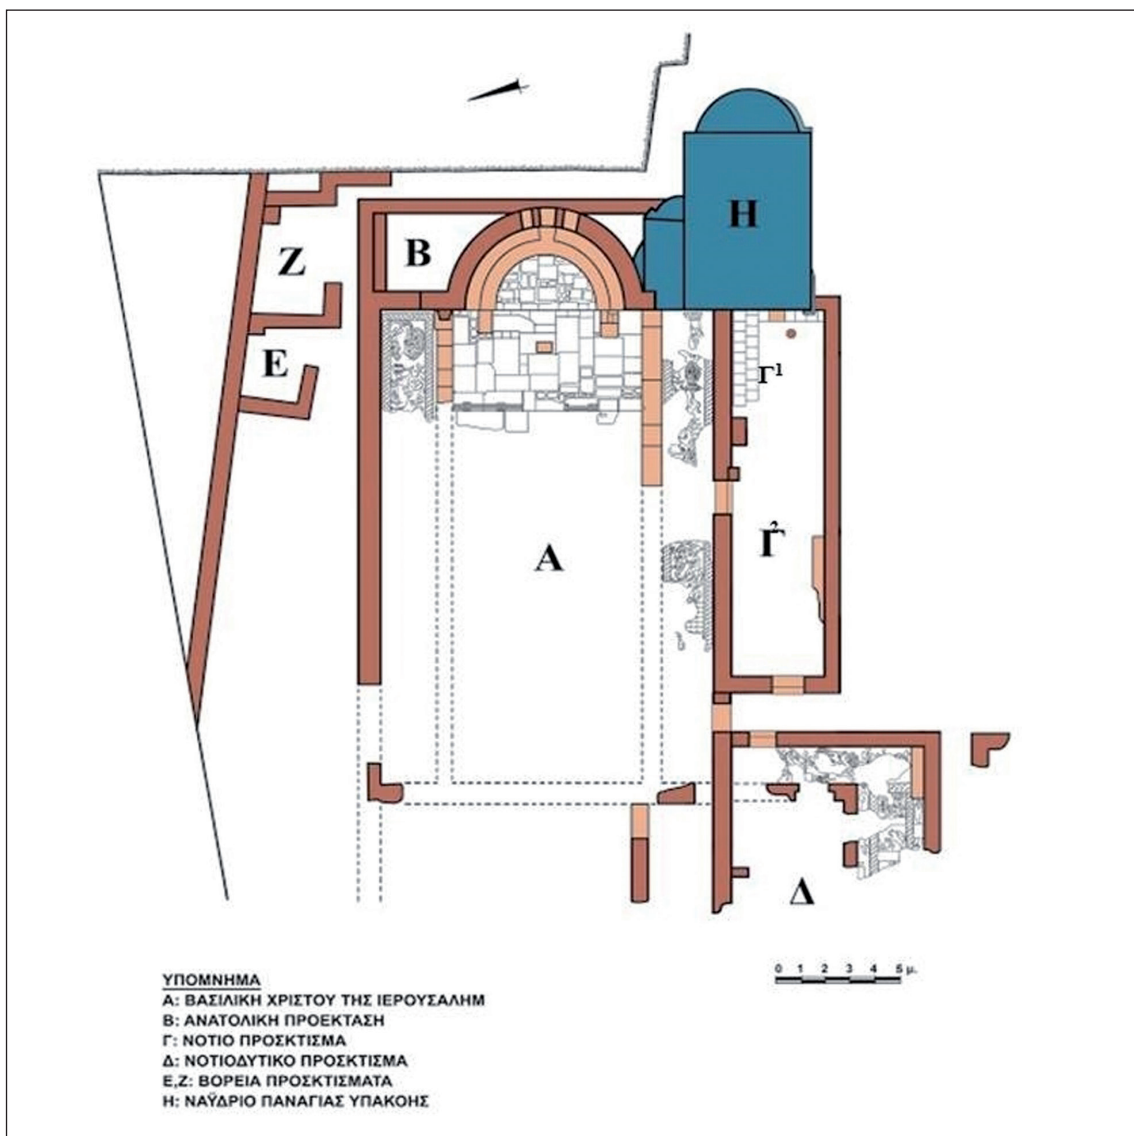 Η
Ζ
Β
Ε
Γ¹
Α
Γ²
Δ
0 1 2 3 4 5 μ.
ΥΠΟΜΝΗΜΑ
Α: ΒΑΣΙΛΙΚΗ ΧΡΙΣΤΟΥ ΤΗΣ ΙΕΡΟΥΣΑΛΗΜ
Β: ΑΝΑΤΟΛΙΚΗ ΠΡΟΕΚΤΑΣΗ
Γ: ΝΟΤΙΟ ΠΡΟΣΚΤΙΣΜΑ
Δ: ΝΟΤΙΟΔΥΤΙΚΟ ΠΡΟΣΚΤΙΣΜΑ
Ε,Ζ: ΒΟΡΕΙΑ ΠΡΟΣΚΤΙΣΜΑΤΑ
Η: ΝΑΫΔΡΙΟ ΠΑΝΑΓΙΑΣ ΥΠΑΚΟΗΣ